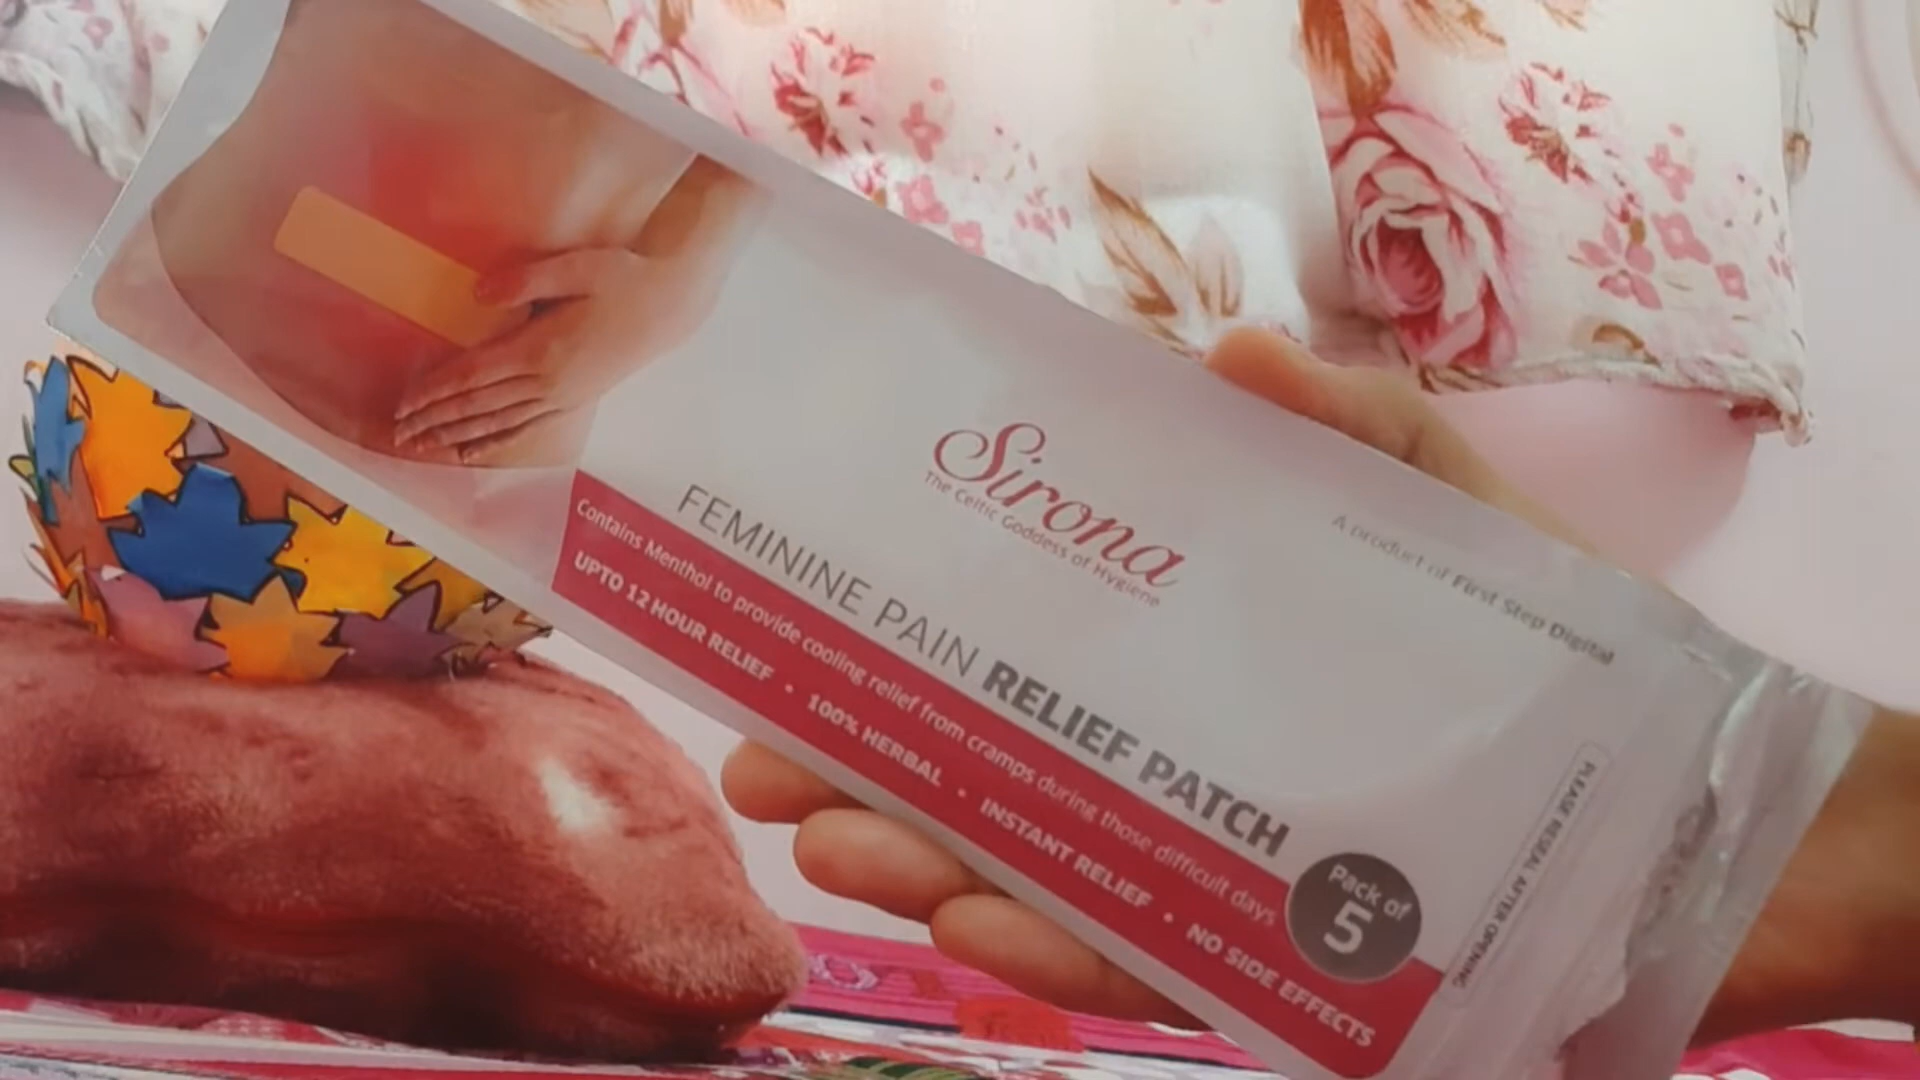 Sirona
The Celtic Goddess of Hygiene
A product of First Step Digital
FEMININE PAIN RELIEF PATCH
Contains Menthol to provide cooling relief from cramps during those difficult days
UPTO 12 HOUR RELIEF • 100% HERBAL • INSTANT RELIEF • NO SIDE EFFECTS
Pack of
5
PLEASE RESEAL AFTER OPENING